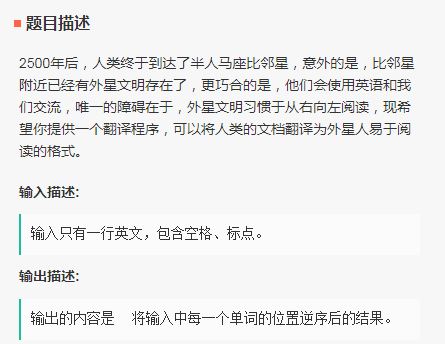 题目描述
2500年后，人类终于到达了半人马座比邻星，意外的是，比邻星
附近已经有外星文明存在了，更巧合的是，他们会使用英语和我
们交流，唯一的障碍在于，外星文明习惯于从右向左阅读，现希
望你提供一个翻译程序，可以将人类的文档翻译为外星人易于阅
读的格式。
输入描述:
输入只有一行英文，包含空格、标点。
输出描述:
输出的内容是  将输入中每一个单词的位置逆序后的结果。